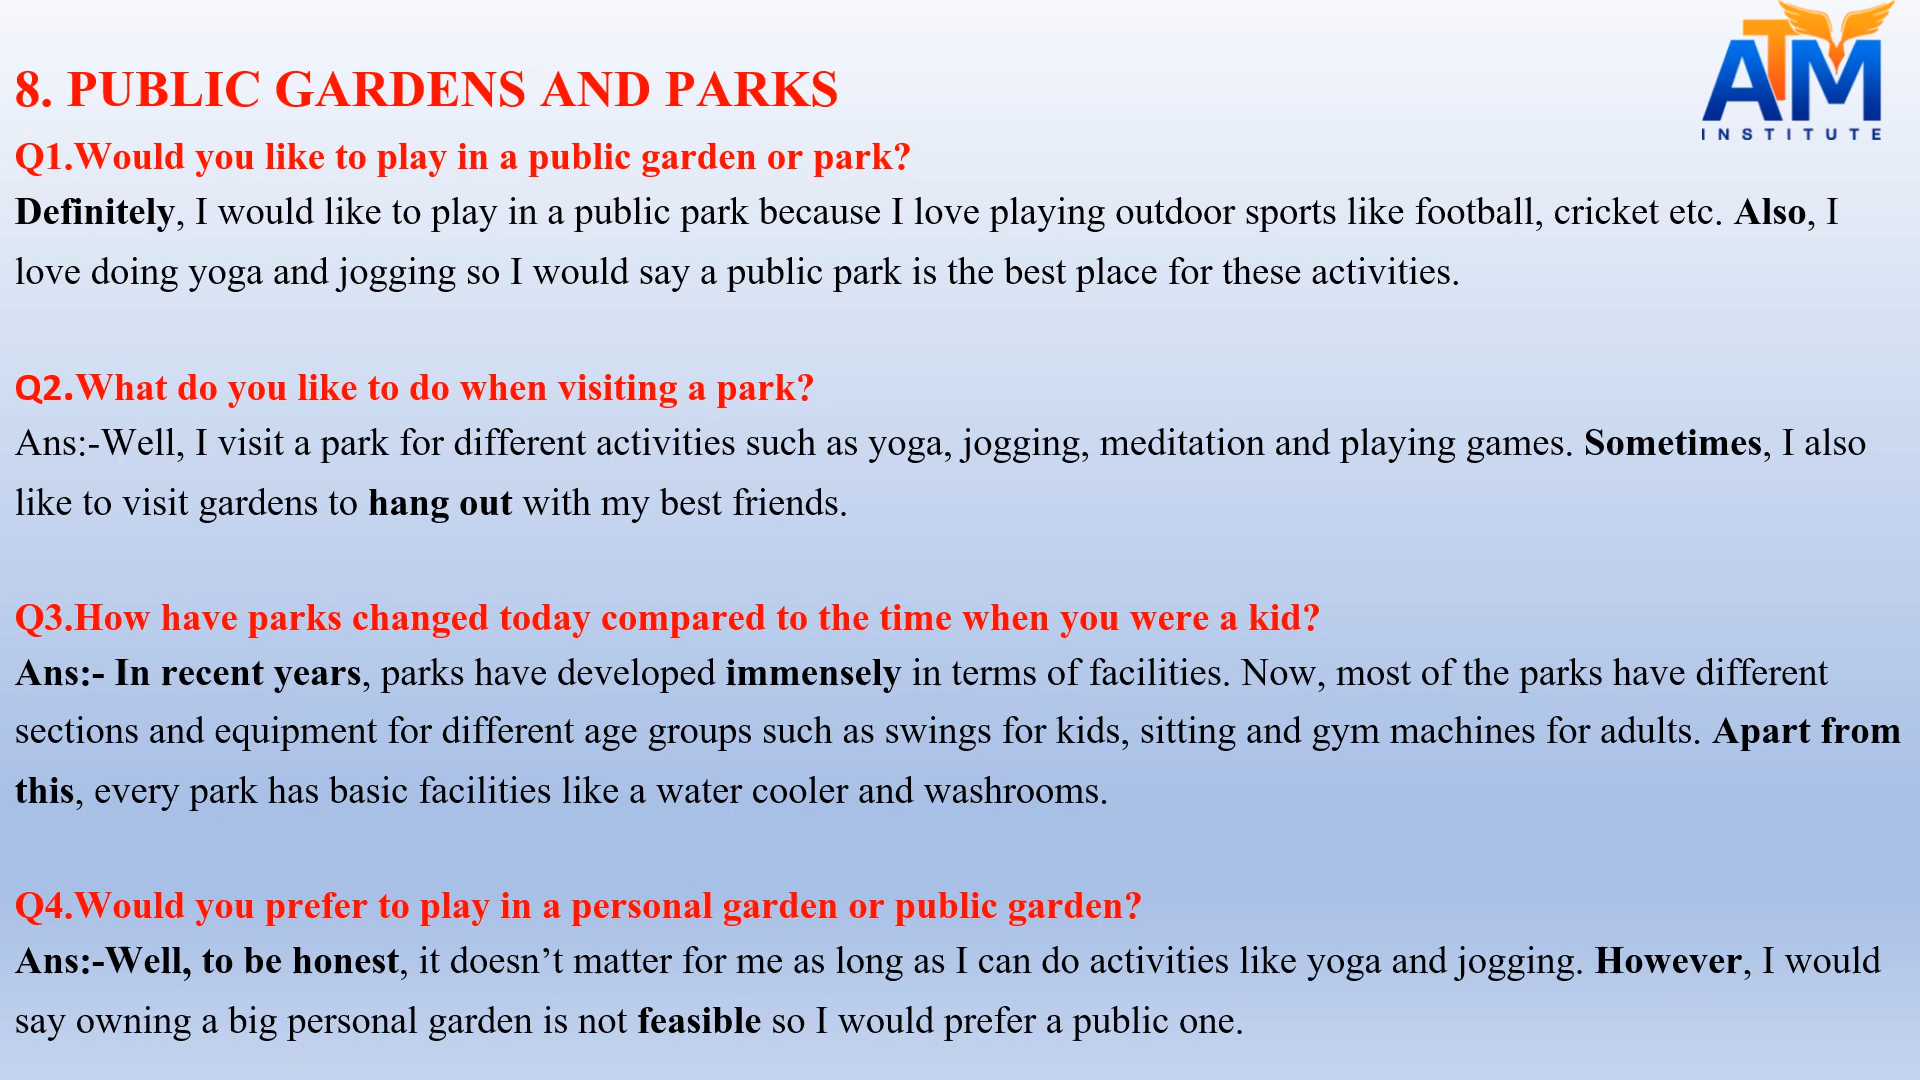 ATM
INSTITUTE
8. PUBLIC GARDENS AND PARKS
Q1.Would you like to play in a public garden or park?
Definitely, I would like to play in a public park because I love playing outdoor sports like football, cricket etc. Also, I
love doing yoga and jogging so I would say a public park is the best place for these activities.
Q2.What do you like to do when visiting a park?
Ans:-Well, I visit a park for different activities such as yoga, jogging, meditation and playing games. Sometimes, I also
like to visit gardens to hang out with my best friends.
Q3.How have parks changed today compared to the time when you were a kid?
Ans:- In recent years, parks have developed immensely in terms of facilities. Now, most of the parks have different
sections and equipment for different age groups such as swings for kids, sitting and gym machines for adults. Apart from
this, every park has basic facilities like a water cooler and washrooms.
Q4.Would you prefer to play in a personal garden or public garden?
Ans:-Well, to be honest, it doesn’t matter for me as long as I can do activities like yoga and jogging. However, I would
say owning a big personal garden is not feasible so I would prefer a public one.